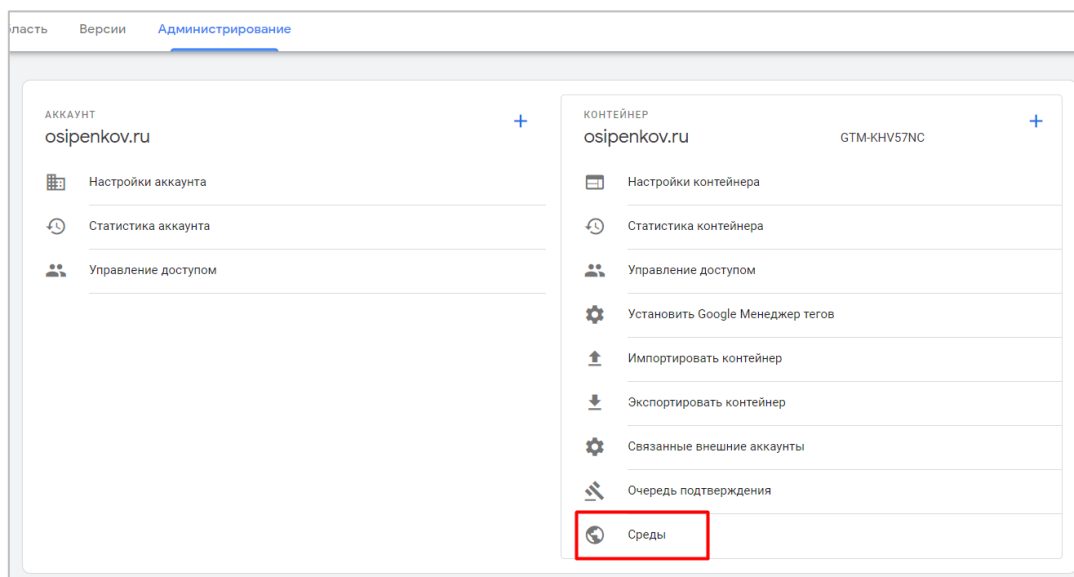 Версии
Администрирование
АККАУНТ
osipenkov.ru
Настройки аккаунта
Статистика аккаунта
Управление доступом
КОНТЕЙНЕР
osipenkov.ru GTM-KHV57NC
Настройки контейнера
Статистика контейнера
Управление доступом
Установить Google Менеджер тегов
Импортировать контейнер
Экспортировать контейнер
Связанные внешние аккаунты
Очередь подтверждения
Среды